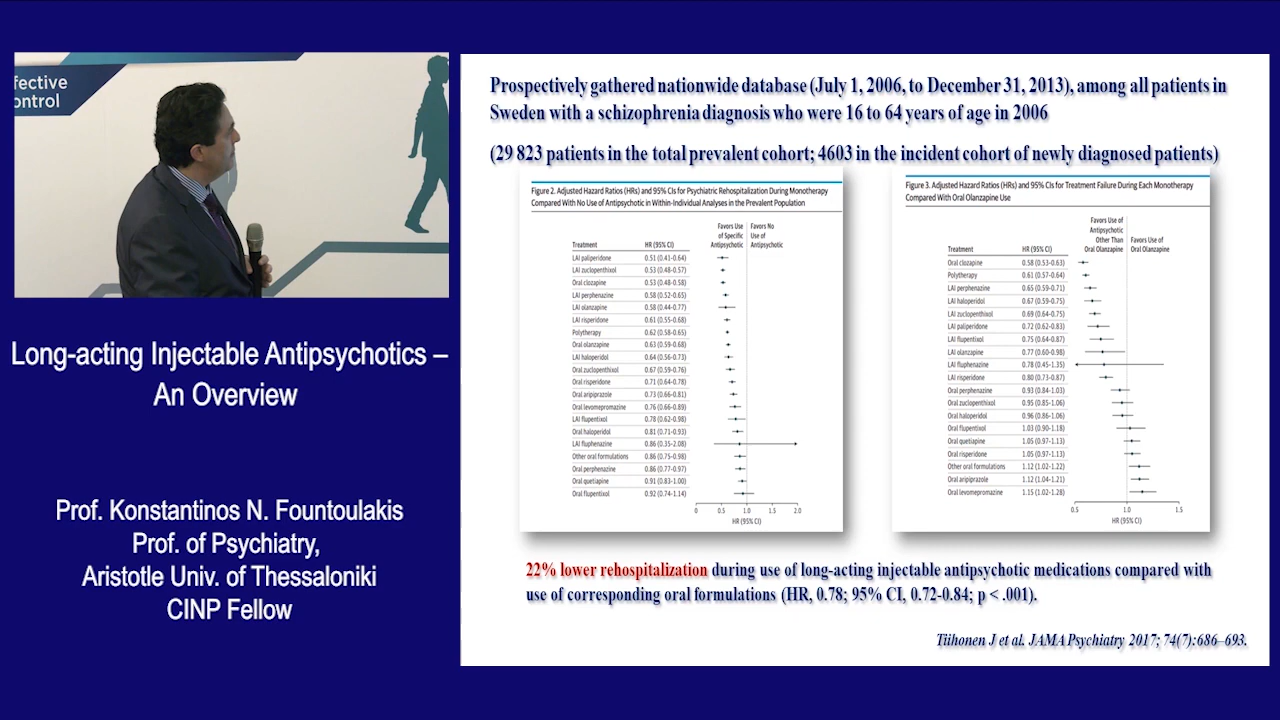 fective
ontrol
Long-acting Injectable Antipsychotics –
An Overview
Prof. Konstantinos N. Fountoulakis
Prof. of Psychiatry,
Aristotle Univ. of Thessaloniki
CINP Fellow
Prospectively gathered nationwide database (July 1, 2006, to December 31, 2013), among all patients in
Sweden with a schizophrenia diagnosis who were 16 to 64 years of age in 2006
(29 823 patients in the total prevalent cohort; 4603 in the incident cohort of newly diagnosed patients)
Figure 2. Adjusted Hazard Ratios (HRs) and 95% CIs for Psychiatric Rehospitalization During Monotherapy
Compared With No Use of Antipsychotic in Within-Individual Analyses in the Prevalent Population
Favors Use
of Specific
Antipsychotic
Favors No
Use of
Antipsychotic
Treatment HR (95% CI)
LAI paliperidone 0.51 (0.41-0.64)
LAI zuclopenthixol 0.53 (0.48-0.57)
Oral clozapine 0.53 (0.48-0.58)
LAI perphenazine 0.58 (0.52-0.65)
LAI olanzapine 0.58 (0.44-0.77)
LAI risperidone 0.61 (0.55-0.68)
Polytherapy 0.62 (0.58-0.65)
Oral olanzapine 0.63 (0.59-0.68)
LAI haloperidol 0.64 (0.56-0.73)
Oral zuclopenthixol 0.67 (0.59-0.76)
Oral risperidone 0.71 (0.64-0.78)
Oral aripiprazole 0.73 (0.66-0.81)
Oral levomepromazine 0.76 (0.66-0.89)
LAI flupentixol 0.78 (0.62-0.98)
Oral haloperidol 0.81 (0.71-0.93)
LAI fluphenazine 0.86 (0.35-2.08)
Other oral formulations 0.86 (0.75-0.98)
Oral perphenazine 0.86 (0.77-0.97)
Oral quetiapine 0.91 (0.83-1.00)
Oral flupentixol 0.92 (0.74-1.14)
0 0.5 1.0 1.5 2.0
HR (95% CI)
Figure 3. Adjusted Hazard Ratios (HRs) and 95% CIs for Treatment Failure During Each Monotherapy
Compared With Oral Olanzapine Use
Favors Use of
Antipsychotic
Other Than
Oral Olanzapine
Favors Use of
Oral Olanzapine
Treatment HR (95% CI)
Oral clozapine 0.58 (0.53-0.63)
Polytherapy 0.61 (0.57-0.64)
LAI perphenazine 0.65 (0.59-0.71)
LAI haloperidol 0.67 (0.59-0.75)
LAI zuclopenthixol 0.69 (0.64-0.75)
LAI paliperidone 0.72 (0.62-0.83)
LAI flupentixol 0.75 (0.64-0.87)
LAI olanzapine 0.77 (0.60-0.98)
LAI fluphenazine 0.78 (0.45-1.35)
LAI risperidone 0.80 (0.73-0.87)
Oral perphenazine 0.93 (0.84-1.03)
Oral zuclopenthixol 0.95 (0.85-1.06)
Oral haloperidol 0.96 (0.86-1.06)
Oral flupentixol 1.03 (0.90-1.18)
Oral quetiapine 1.05 (0.97-1.13)
Oral risperidone 1.05 (0.97-1.13)
Other oral formulations 1.12 (1.02-1.22)
Oral aripiprazole 1.12 (1.04-1.21)
Oral levomepromazine 1.15 (1.02-1.28)
0.5 1.0 1.5
HR (95% CI)
22% lower rehospitalization during use of long-acting injectable antipsychotic medications compared with
use of corresponding oral formulations (HR, 0.78; 95% CI, 0.72-0.84; p < .001).
Tiihonen J et al. JAMA Psychiatry 2017; 74(7):686–693.